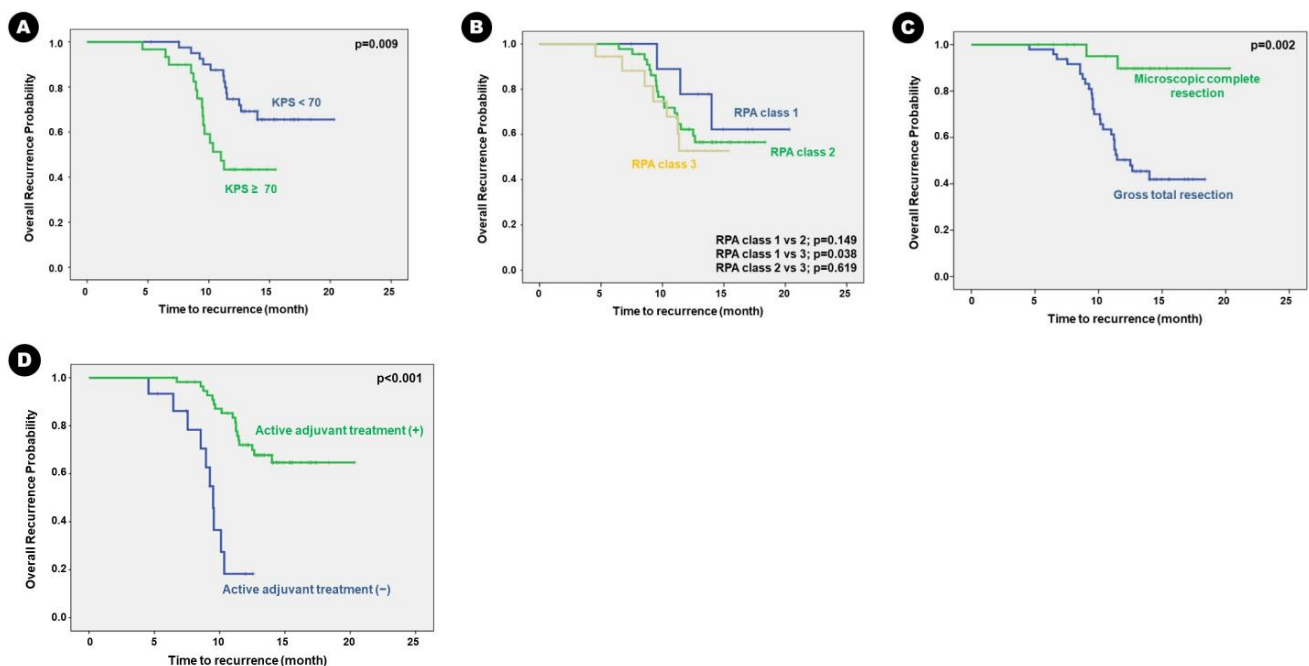 A
p=0.009
Overall Recurrence Probability
1.0
0.8
0.6
0.4
0.2
0.0
KPS < 70
KPS ≥ 70
0 5 10 15 20 25
Time to recurrence (month)
B
Overall Recurrence Probability
1.0
0.8
0.6
0.4
0.2
0.0
RPA class 1
RPA class 2
RPA class 3
RPA class 1 vs 2; p=0.149
RPA class 1 vs 3; p=0.038
RPA class 2 vs 3; p=0.619
0 5 10 15 20 25
Time to recurrence (month)
C
p=0.002
Overall Recurrence Probability
1.0
0.8
0.6
0.4
0.2
0.0
Microscopic complete
resection
Gross total resection
0 5 10 15 20 25
Time to recurrence (month)
D
p<0.001
Overall Recurrence Probability
1.0
0.8
0.6
0.4
0.2
0.0
Active adjuvant treatment (+)
Active adjuvant treatment (−)
0 5 10 15 20 25
Time to recurrence (month)